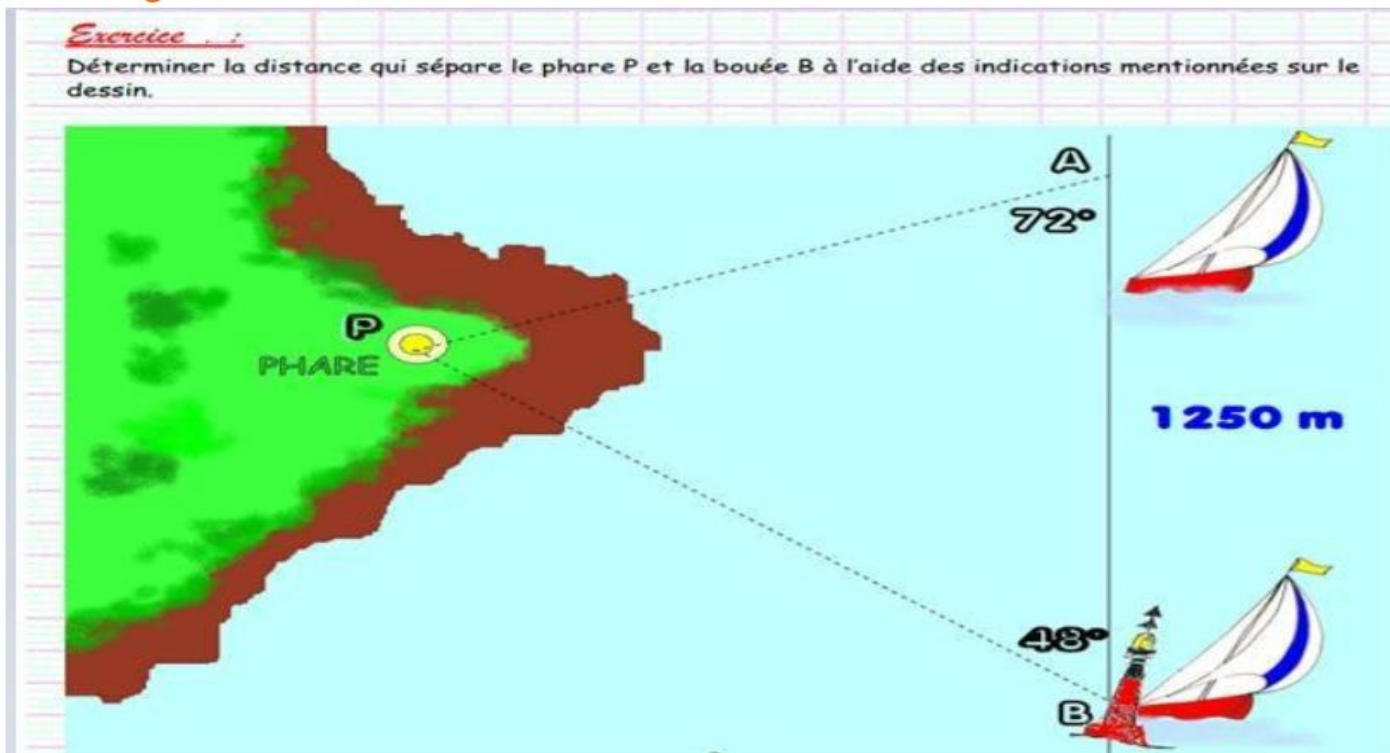 Exercice . :
Déterminer la distance qui sépare le phare P et la bouée B à l'aide des indications mentionnées sur le
dessin.
A
72°
P
PHARE
1250 m
48°
B